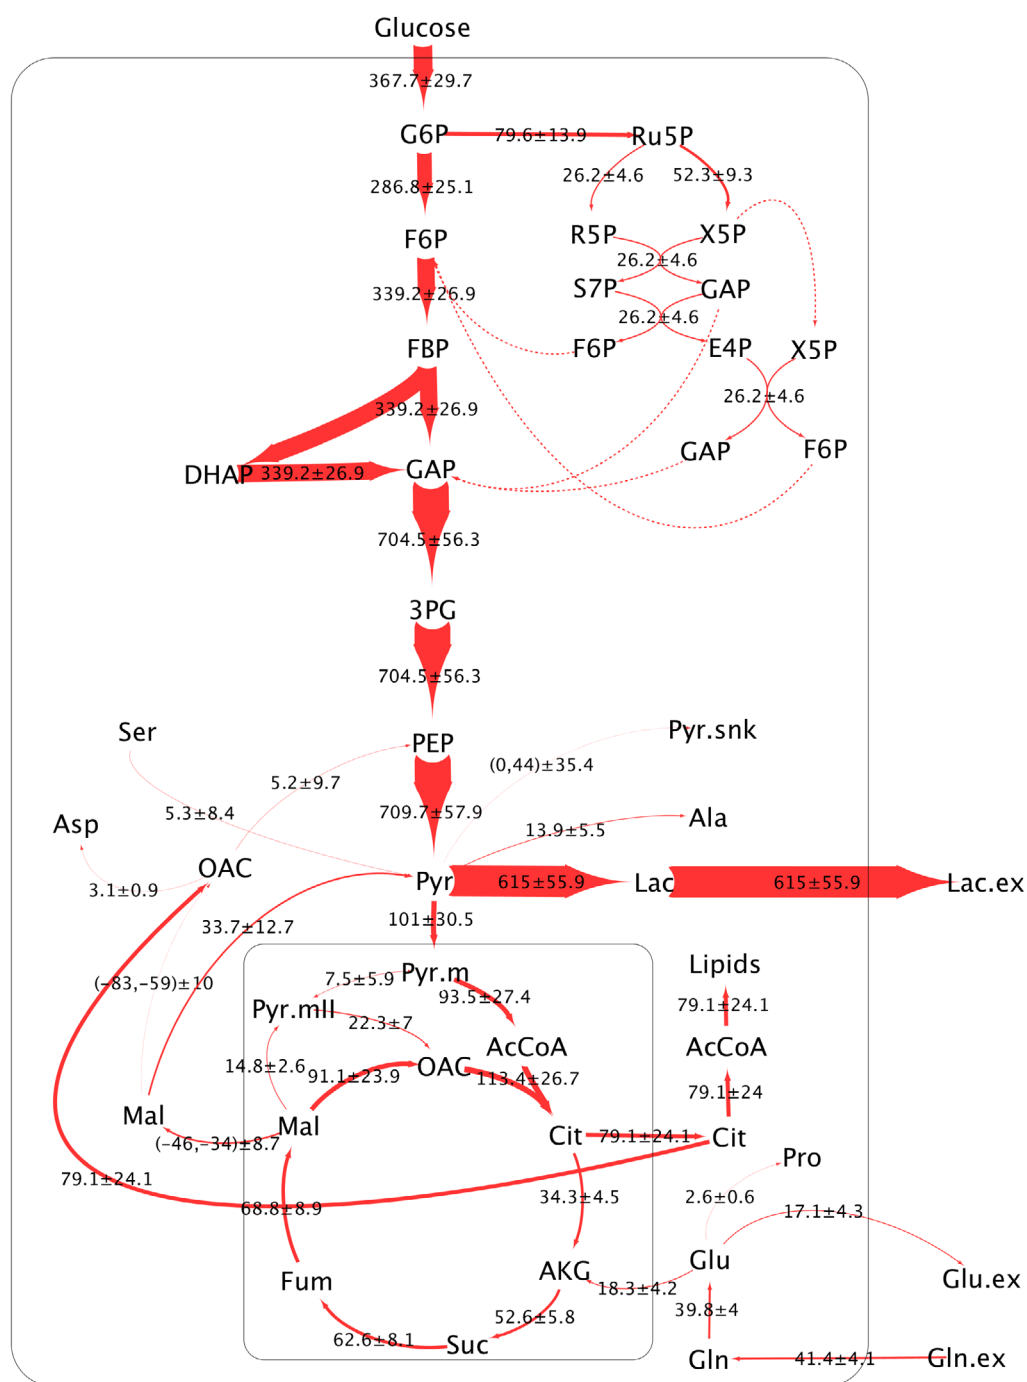 Glucose
367.7±29.7
G6P
79.6±13.9
Ru5P
286.8±25.1
26.2±4.6
52.3±9.3
F6P
R5P
X5P
26.2±4.6
339.2±26.9
S7P
GAP
26.2±4.6
FBP
F6P
E4P
X5P
339.2±26.9
26.2±4.6
DHAP
339.2±26.9
GAP
GAP
F6P
704.5±56.3
3PG
704.5±56.3
Ser
PEP
Pyr.snk
(0,44)±35.4
5.2±9.7
5.3±8.4
709.7±57.9
Asp
13.9±5.5
Ala
OAC
3.1±0.9
Pyr
615±55.9
Lac
615±55.9
Lac.ex
33.7±12.7
101±30.5
(−83,−59)±10
Pyr.m
7.5±5.9
93.5±27.4
Lipids
79.1±24.1
Pyr.mII
22.3±7
AcCoA
AcCoA
14.8±2.6
91.1±23.9
OAC
113.4±26.7
79.1±24
Mal
Mal
(−46,−34)±8.7
Cit
79.1±24.1
Cit
79.1±24.1
Pro
68.8±8.9
34.3±4.5
2.6±0.6
17.1±4.3
Fum
AKG
18.3±4.2
Glu
Glu.ex
52.6±5.8
39.8±4
62.6±8.1
Suc
Gln
41.4±4.1
Gln.ex